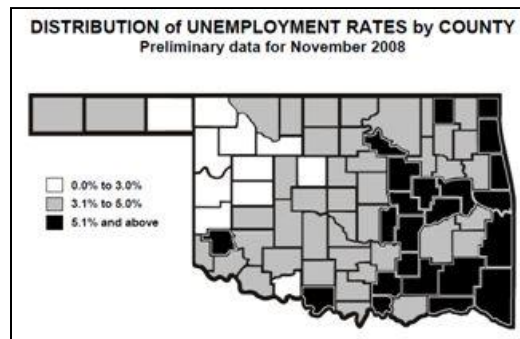 DISTRIBUTION of UNEMPLOYMENT RATES by COUNTY
Preliminary data for November 2008
0.0% to 3.0%
3.1% to 5.0%
5.1% and above